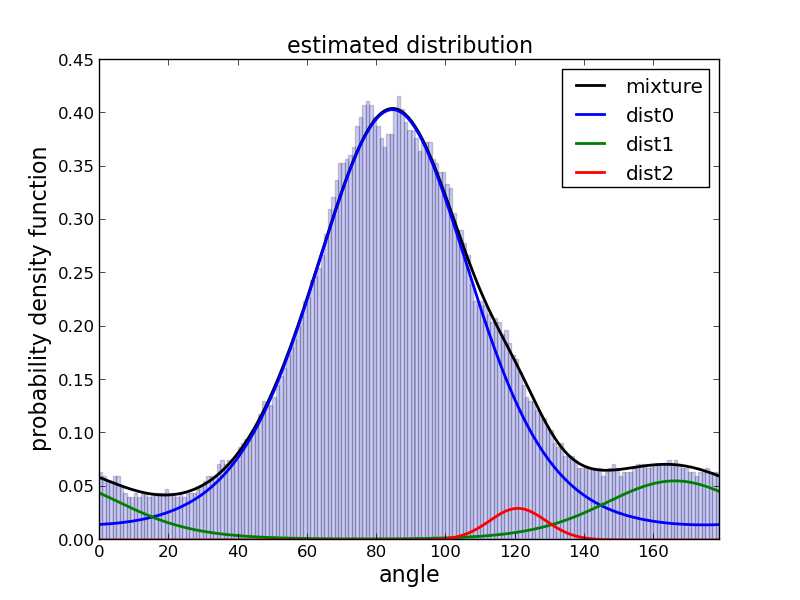 estimated distribution
0.45
0.40
0.35
0.30
0.25
0.20
0.15
0.10
0.05
0.00
probability density function
mixture
dist0
dist1
dist2
0 20 40 60 80 100 120 140 160
angle